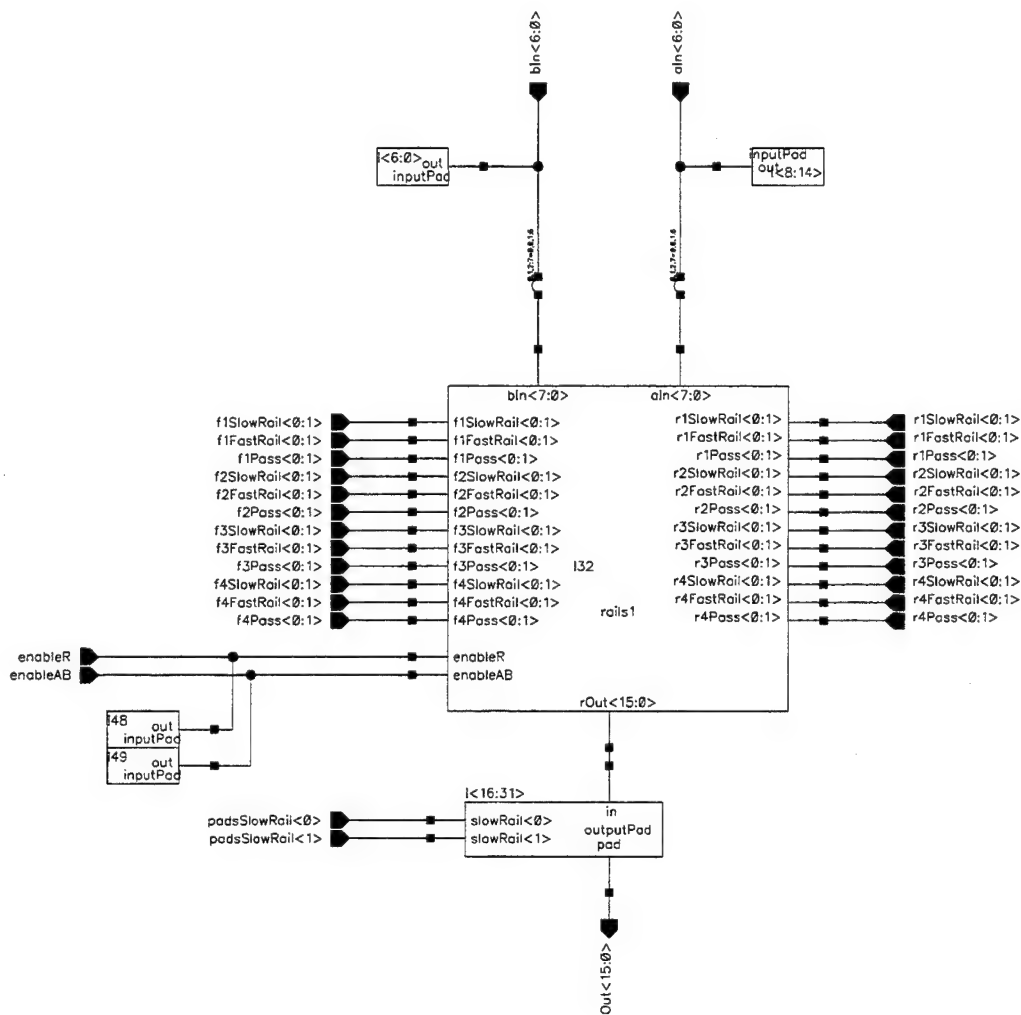 bIn<6:0>
aIn<6:0>
i<6:0> out
inputPad
inputPad
out
i<8:14>
bIn<7:0>
aIn<7:0>
f1SlowRail<0:1>
f1SlowRail<0:1>
r1SlowRail<0:1>
r1SlowRail<0:1>
f1FastRail<0:1>
f1FastRail<0:1>
r1FastRail<0:1>
r1FastRail<0:1>
f1Pass<0:1>
f1Pass<0:1>
r1Pass<0:1>
r1Pass<0:1>
f2SlowRail<0:1>
f2SlowRail<0:1>
r2SlowRail<0:1>
r2SlowRail<0:1>
f2FastRail<0:1>
f2FastRail<0:1>
r2FastRail<0:1>
r2FastRail<0:1>
f2Pass<0:1>
f2Pass<0:1>
r2Pass<0:1>
r2Pass<0:1>
f3SlowRail<0:1>
f3SlowRail<0:1>
r3SlowRail<0:1>
r3SlowRail<0:1>
f3FastRail<0:1>
f3FastRail<0:1>
r3FastRail<0:1>
r3FastRail<0:1>
f3Pass<0:1>
f3Pass<0:1>
I32
r3Pass<0:1>
r3Pass<0:1>
f4SlowRail<0:1>
f4SlowRail<0:1>
r4SlowRail<0:1>
r4SlowRail<0:1>
f4FastRail<0:1>
f4FastRail<0:1>
rails1
r4FastRail<0:1>
r4FastRail<0:1>
f4Pass<0:1>
f4Pass<0:1>
r4Pass<0:1>
r4Pass<0:1>
enableR
enableR
enableAB
enableAB
rOut<15:0>
i48 out
inputPad
i49 out
inputPad
i<16:31>
in
padsSlowRail<0>
slowRail<0>
outputPad
padsSlowRail<1>
slowRail<1>
pad
Out<15:0>